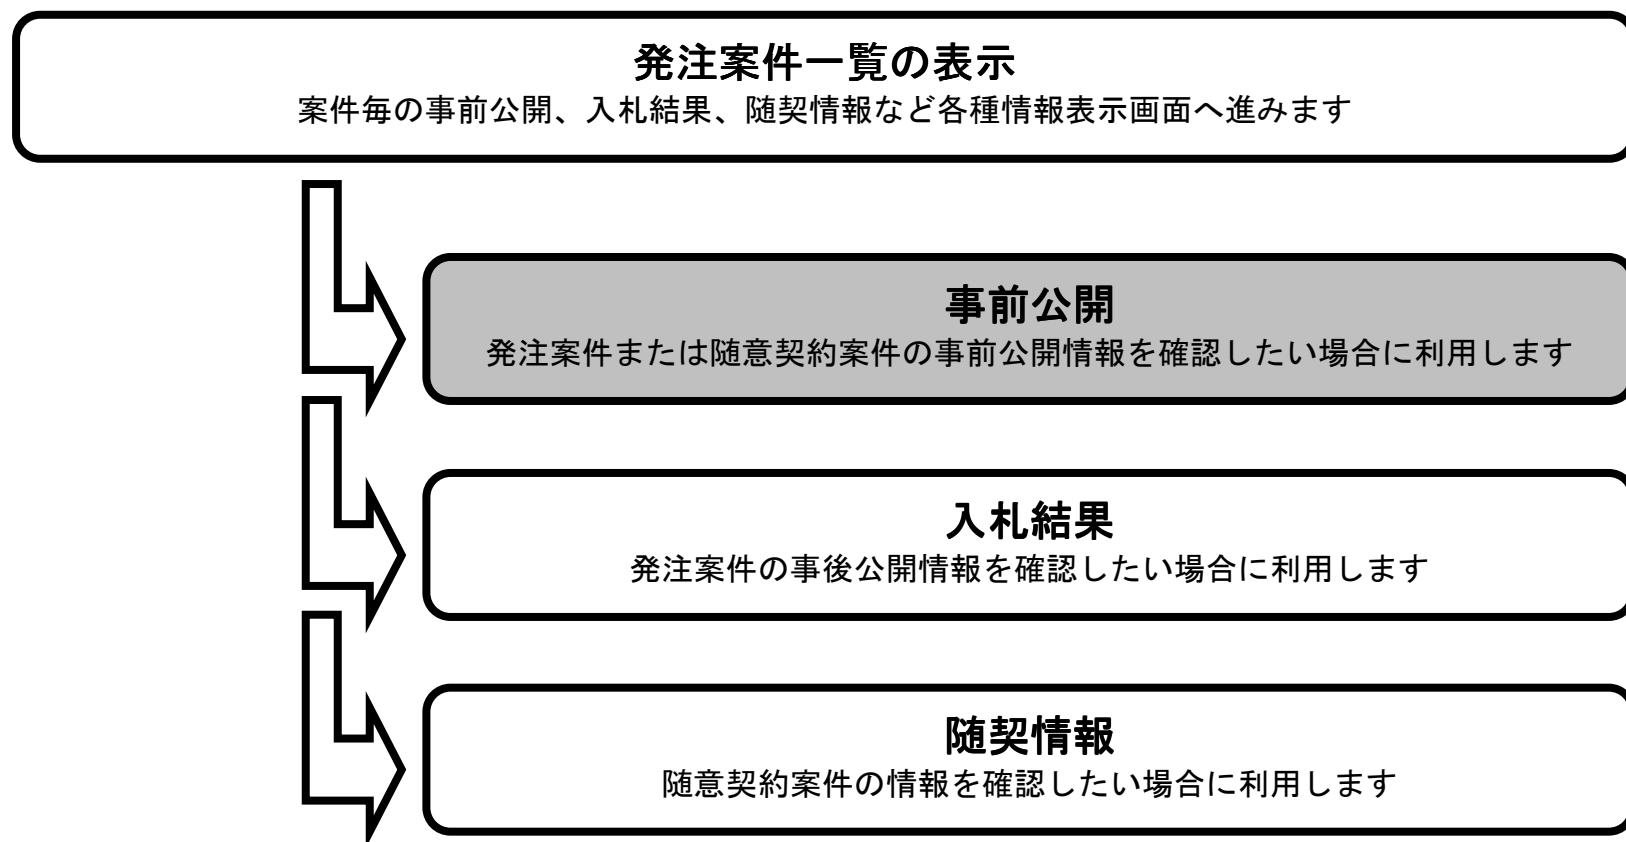 発注案件一覧の表示
案件毎の事前公開、入札結果、随契情報など各種情報表示画面へ進みます
事前公開
発注案件または随意契約案件の事前公開情報を確認したい場合に利用します
入札結果
発注案件の事後公開情報を確認したい場合に利用します
随契情報
随意契約案件の情報を確認したい場合に利用します